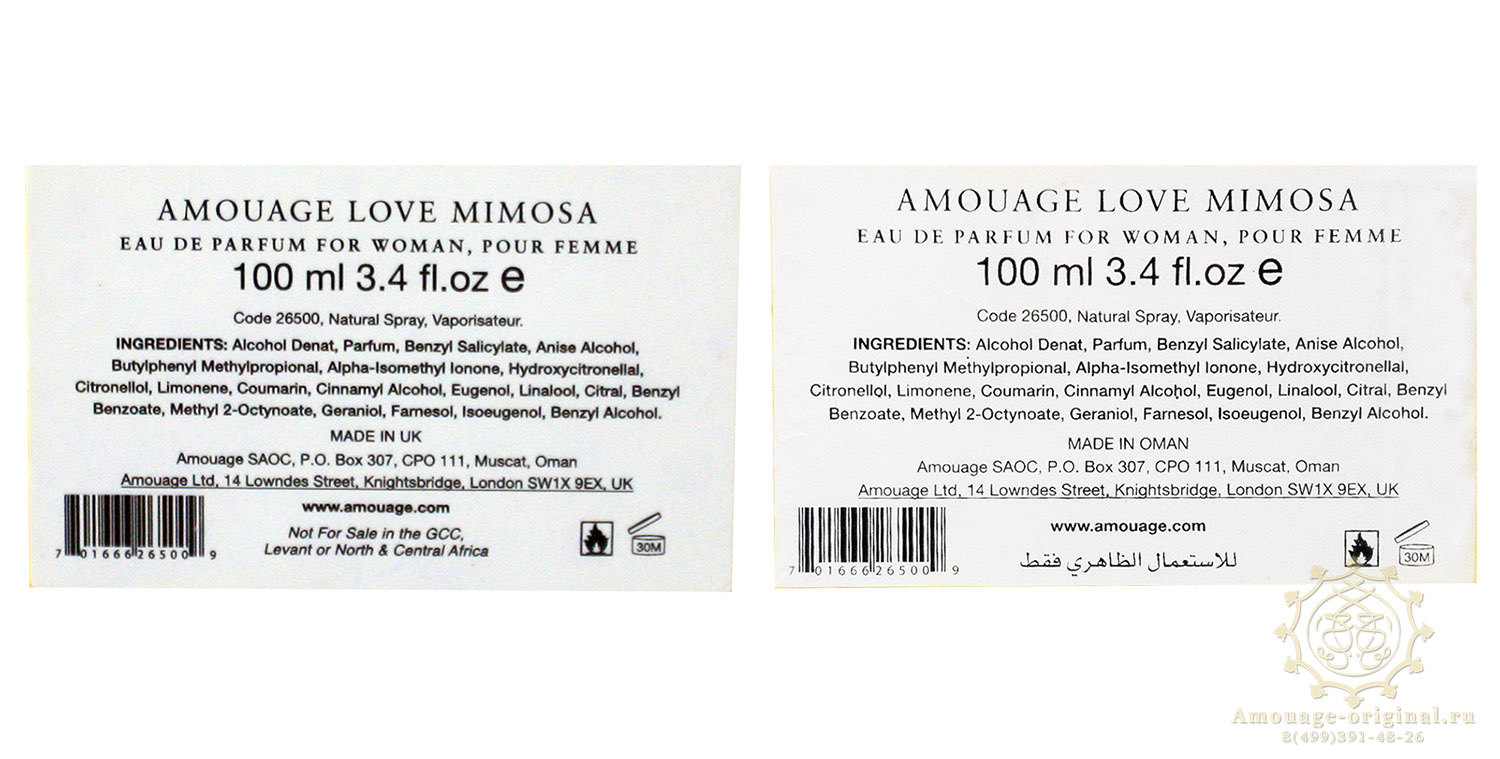 AMOUAGE LOVE MIMOSA
EAU DE PARFUM FOR WOMAN, POUR FEMME
100 ml 3.4 fl.oz e
Code 26500, Natural Spray, Vaporisateur.
INGREDIENTS: Alcohol Denat, Parfum, Benzyl Salicylate, Anise Alcohol,
Butylphenyl Methylpropional, Alpha-Isomethyl Ionone, Hydroxycitronellal,
Citronellol, Limonene, Coumarin, Cinnamyl Alcohol, Eugenol, Linalool, Citral, Benzyl
Benzoate, Methyl 2-Octynoate, Geraniol, Farnesol, Isoeugenol, Benzyl Alcohol.
MADE IN UK
Amouage SAOC, P.O. Box 307, CPO 111, Muscat, Oman
Amouage Ltd, 14 Lowndes Street, Knightsbridge, London SW1X 9EX, UK
www.amouage.com
Not For Sale in the GCC,
Levant or North & Central Africa
7 01666 26500 9
30M
AMOUAGE LOVE MIMOSA
EAU DE PARFUM FOR WOMAN, POUR FEMME
100 ml 3.4 fl.oz e
Code 26500, Natural Spray, Vaporisateur.
INGREDIENTS: Alcohol Denat, Parfum, Benzyl Salicylate, Anise Alcohol,
Butylphenyl Methylpropional, Alpha-Isomethyl Ionone, Hydroxycitronellal,
Citronellol, Limonene, Coumarin, Cinnamyl Alcohol, Eugenol, Linalool, Citral, Benzyl
Benzoate, Methyl 2-Octynoate, Geraniol, Farnesol, Isoeugenol, Benzyl Alcohol.
MADE IN OMAN
Amouage SAOC, P.O. Box 307, CPO 111, Muscat, Oman
Amouage Ltd, 14 Lowndes Street, Knightsbridge, London SW1X 9EX, UK
www.amouage.com
للاستعمال الظاهري فقط
7 01666 26500 9
30M
Amouage-original.ru
8(499)391-48-26